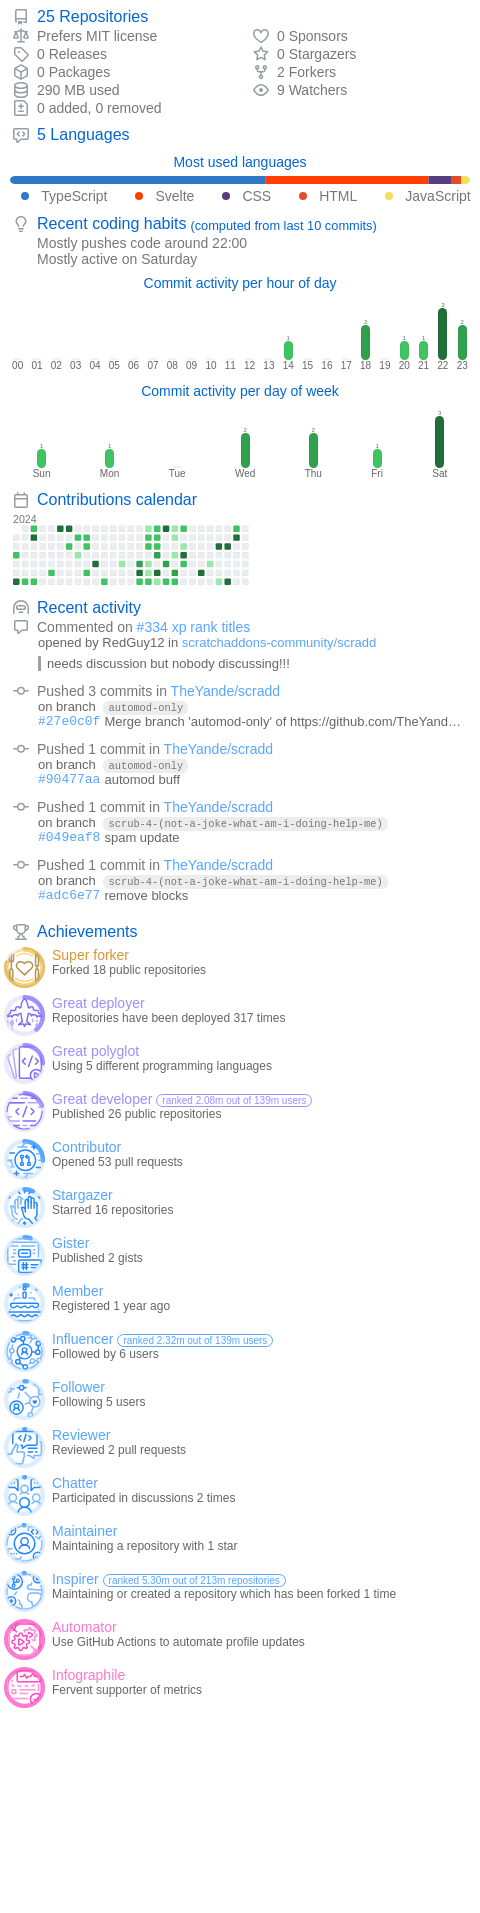 25 Repositories
Prefers MIT license
0 Sponsors
0 Releases
0 Stargazers
0 Packages
2 Forkers
290 MB used
9 Watchers
0 added, 0 removed
5 Languages
Most used languages
TypeScript Svelte CSS HTML JavaScript
Recent coding habits (computed from last 10 commits)
Mostly pushes code around 22:00
Mostly active on Saturday
Commit activity per hour of day
1 2 1 1 3 2
00 01 02 03 04 05 06 07 08 09 10 11 12 13 14 15 16 17 18 19 20 21 22 23
Commit activity per day of week
1 1 2 2 1 3
Sun Mon Tue Wed Thu Fri Sat
Contributions calendar
2024
Recent activity
Commented on #334 xp rank titles
opened by RedGuy12 in scratchaddons-community/scradd
needs discussion but nobody discussing!!!
Pushed 3 commits in TheYande/scradd
on branch automod-only
#27e0c0f Merge branch 'automod-only' of https://github.com/TheYand…
Pushed 1 commit in TheYande/scradd
on branch automod-only
#90477aa automod buff
Pushed 1 commit in TheYande/scradd
on branch scrub-4-(not-a-joke-what-am-i-doing-help-me)
#049eaf8 spam update
Pushed 1 commit in TheYande/scradd
on branch scrub-4-(not-a-joke-what-am-i-doing-help-me)
#adc6e77 remove blocks
Achievements
Super forker
Forked 18 public repositories
Great deployer
Repositories have been deployed 317 times
Great polyglot
Using 5 different programming languages
Great developer ranked 2.08m out of 139m users
Published 26 public repositories
Contributor
Opened 53 pull requests
Stargazer
Starred 16 repositories
Gister
Published 2 gists
Member
Registered 1 year ago
Influencer ranked 2.32m out of 139m users
Followed by 6 users
Follower
Following 5 users
Reviewer
Reviewed 2 pull requests
Chatter
Participated in discussions 2 times
Maintainer
Maintaining a repository with 1 star
Inspirer ranked 5.30m out of 213m repositories
Maintaining or created a repository which has been forked 1 time
Automator
Use GitHub Actions to automate profile updates
Infographile
Fervent supporter of metrics